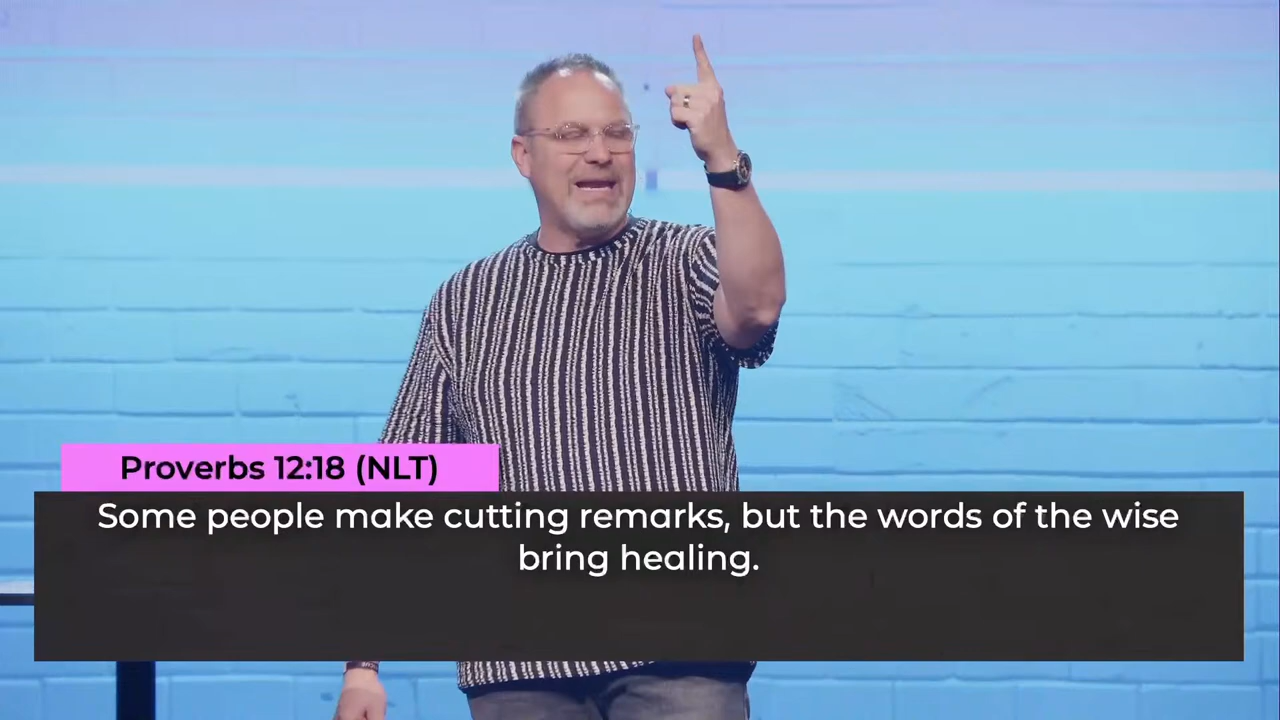 Proverbs 12:18 (NLT)
Some people make cutting remarks, but the words of the wise
bring healing.